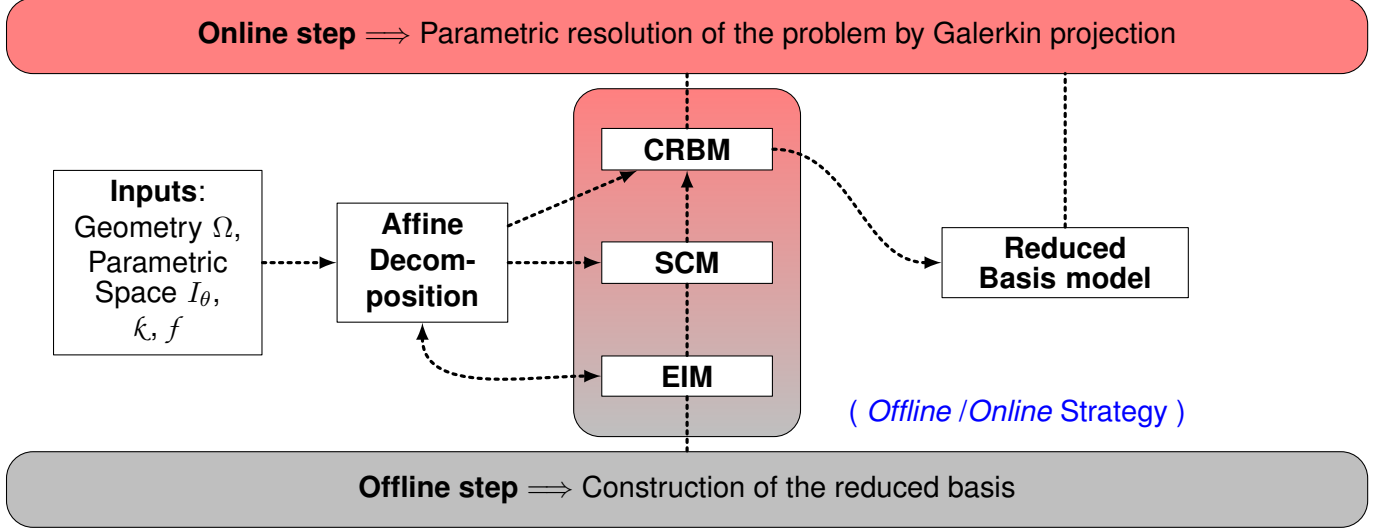 Online step ⟹ Parametric resolution of the problem by Galerkin projection
Inputs:
Geometry Ω,
Parametric
Space I_θ,
k, f
Affine
Decom-
position
CRBM
SCM
EIM
Reduced
Basis model
( Offline /Online Strategy )
Offline step ⟹ Construction of the reduced basis